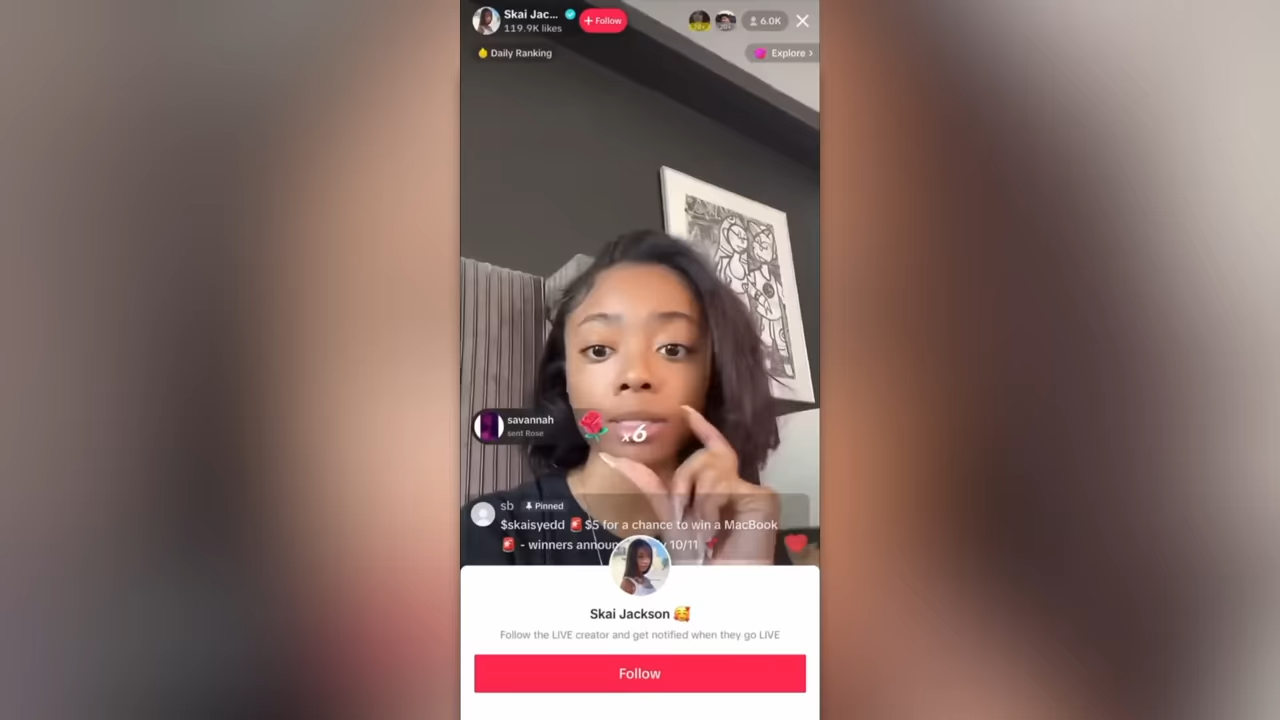 Skai Jac...
+ Follow
119.9K likes
6.0K
Daily Ranking
Explore >
savannah
sent Rose
x6
sb Pinned
$skaisyedd 🚨$5 for a chance to win a MacBook
🚨 - winners announ 10/11 📌
Skai Jackson 🥰
Follow the LIVE creator and get notified when they go LIVE
Follow